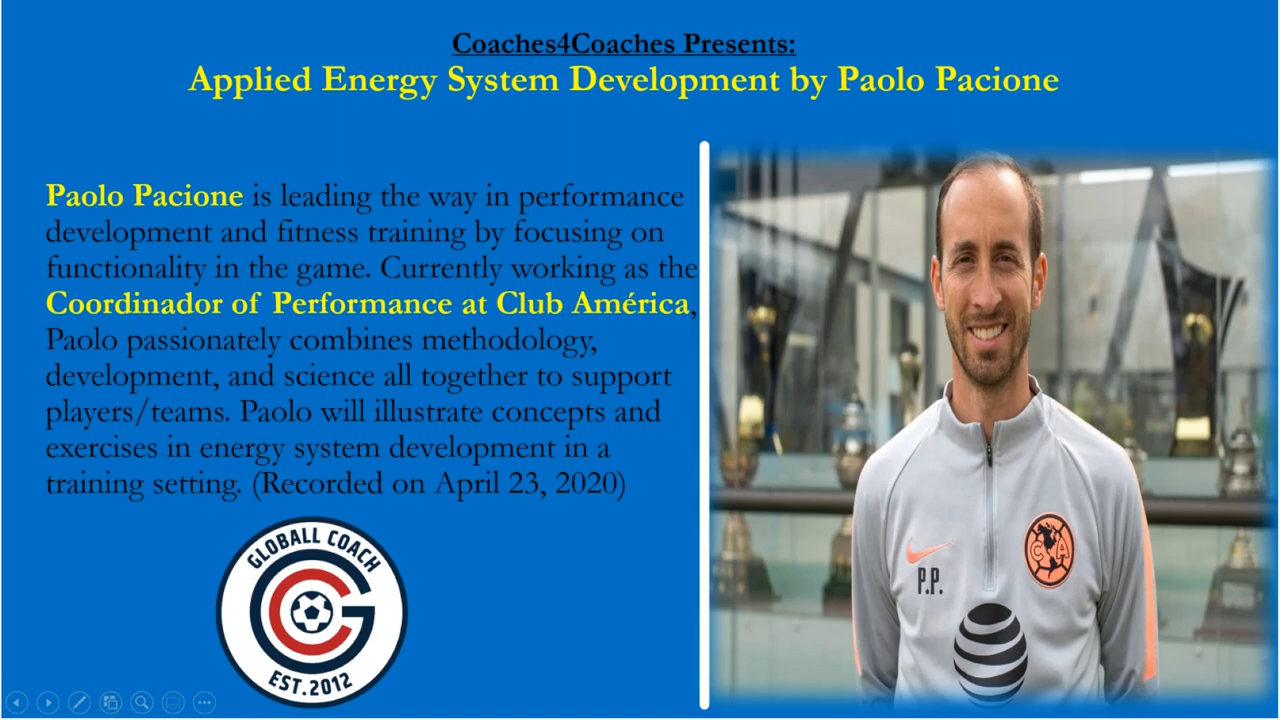 Coaches4Coaches Presents:
Applied Energy System Development by Paolo Pacione
Paolo Pacione is leading the way in performance
development and fitness training by focusing on
functionality in the game. Currently working as the
Coordinador of Performance at Club América,
Paolo passionately combines methodology,
development, and science all together to support
players/teams. Paolo will illustrate concepts and
exercises in energy system development in a
training setting. (Recorded on April 23, 2020)
GLOBALL COACH
EST.2012
CA
P.P.